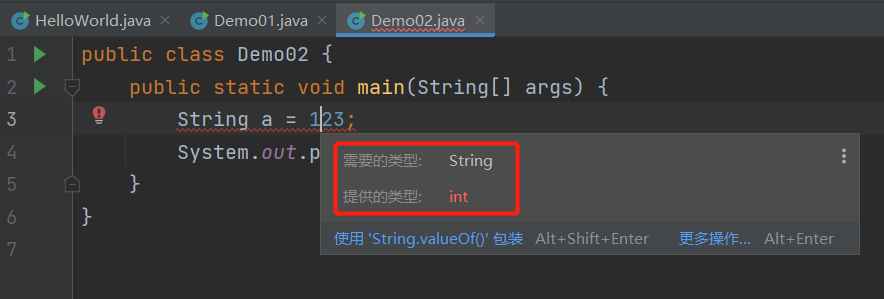 HelloWorld.java Demo01.java Demo02.java
1 public class Demo02 {
2 public static void main(String[] args) {
3 String a = 123;
4 System.out.p
需要的类型: String
提供的类型: int
5 }
6 }
使用 'String.valueOf()' 包装 Alt+Shift+Enter 更多操作... Alt+Enter
7